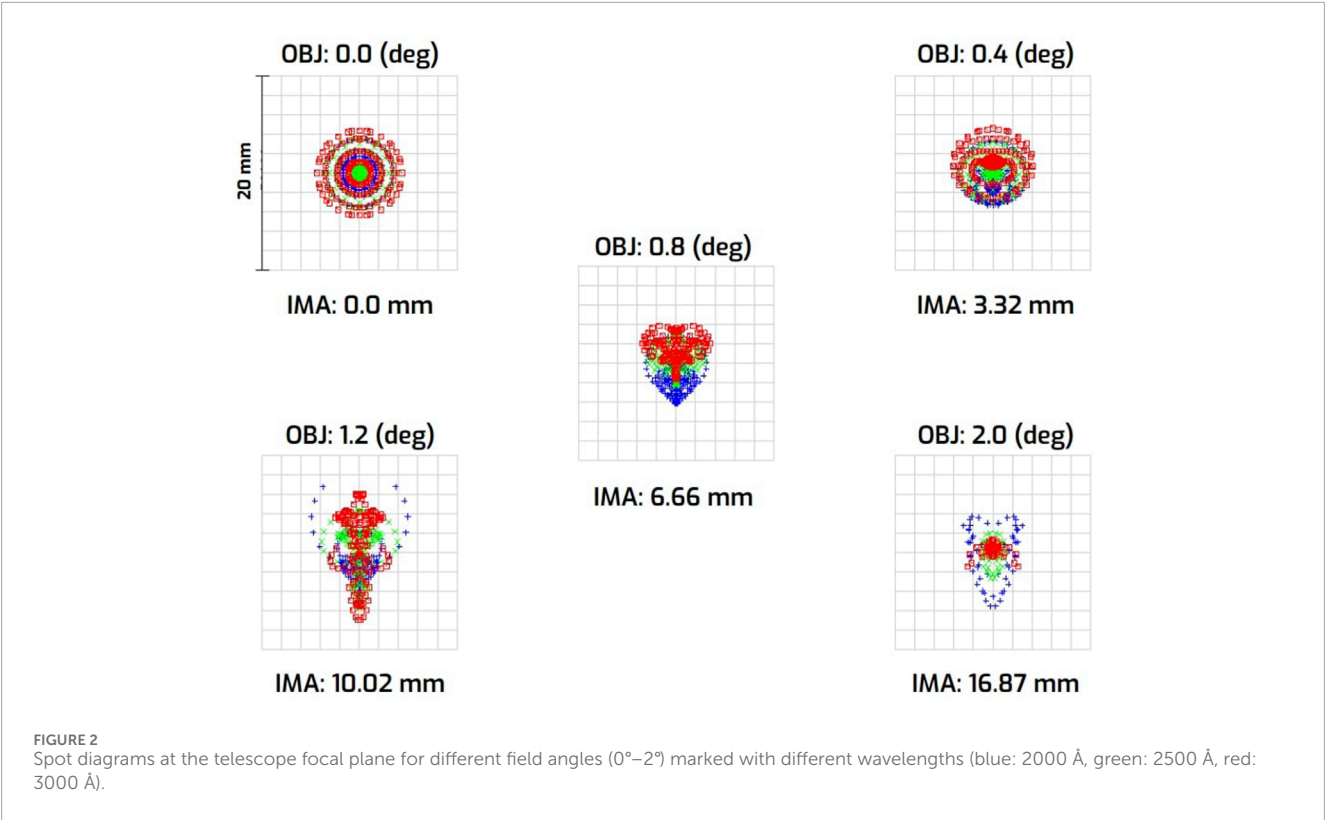 OBJ: 0.0 (deg)
20 mm
IMA: 0.0 mm
OBJ: 0.4 (deg)
IMA: 3.32 mm
OBJ: 0.8 (deg)
IMA: 6.66 mm
OBJ: 1.2 (deg)
IMA: 10.02 mm
OBJ: 2.0 (deg)
IMA: 16.87 mm
FIGURE 2
Spot diagrams at the telescope focal plane for different field angles (0°–2°) marked with different wavelengths (blue: 2000 Å, green: 2500 Å, red:
3000 Å).